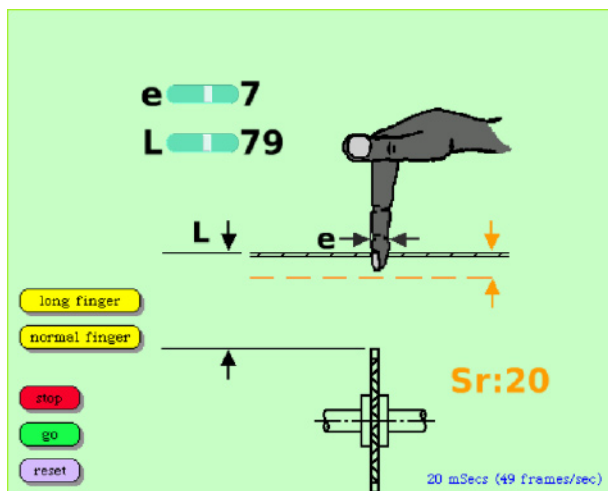 e 7
L 79
L
e
long finger
normal finger
Sr:20
stop
go
reset
20 mSecs (49 frames/sec)